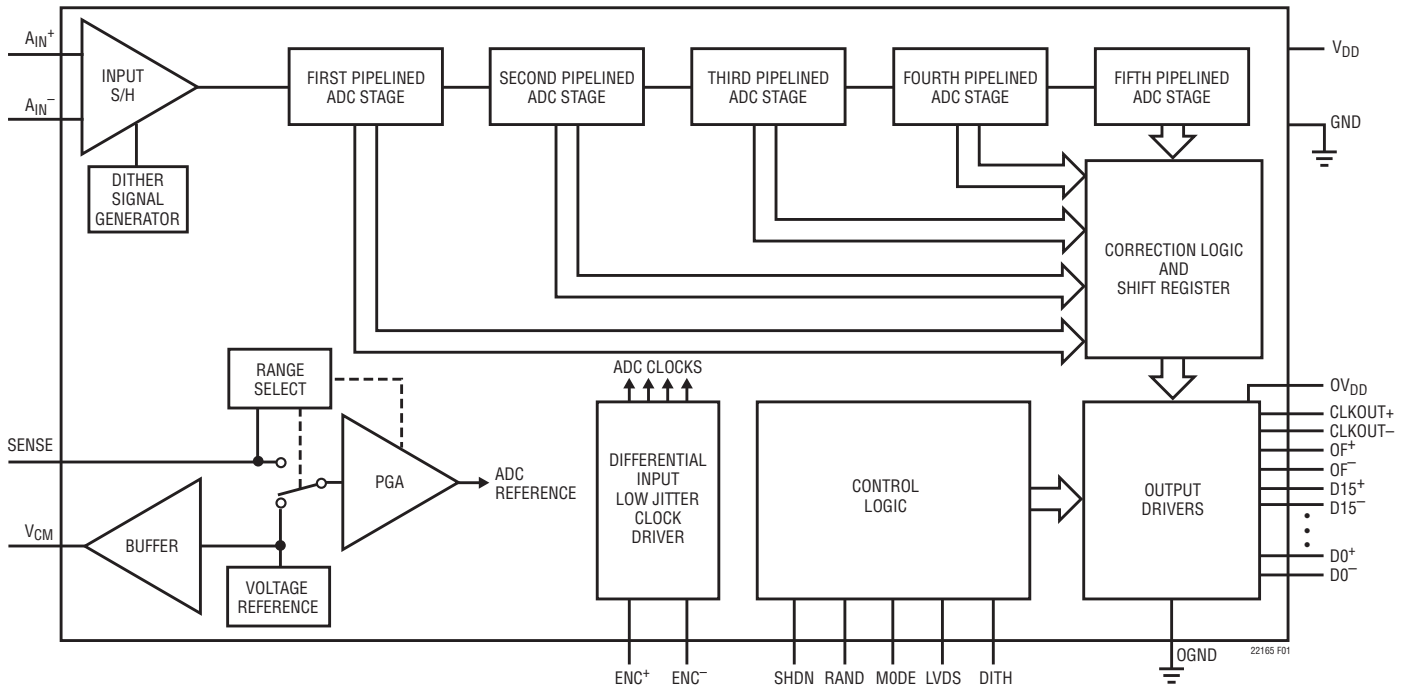 AIN+
AIN−
INPUT
S/H
DITHER
SIGNAL
GENERATOR
FIRST PIPELINED
ADC STAGE
SECOND PIPELINED
ADC STAGE
THIRD PIPELINED
ADC STAGE
FOURTH PIPELINED
ADC STAGE
FIFTH PIPELINED
ADC STAGE
VDD
GND
CORRECTION LOGIC
AND
SHIFT REGISTER
RANGE
SELECT
SENSE
VCM
BUFFER
VOLTAGE
REFERENCE
PGA
ADC
REFERENCE
ADC CLOCKS
DIFFERENTIAL
INPUT
LOW JITTER
CLOCK
DRIVER
CONTROL
LOGIC
OUTPUT
DRIVERS
OVDD
CLKOUT+
CLKOUT–
OF+
OF−
D15+
D15−
D0+
D0−
ENC+
ENC−
SHDN
RAND
MODE
LVDS
DITH
OGND
22165 F01